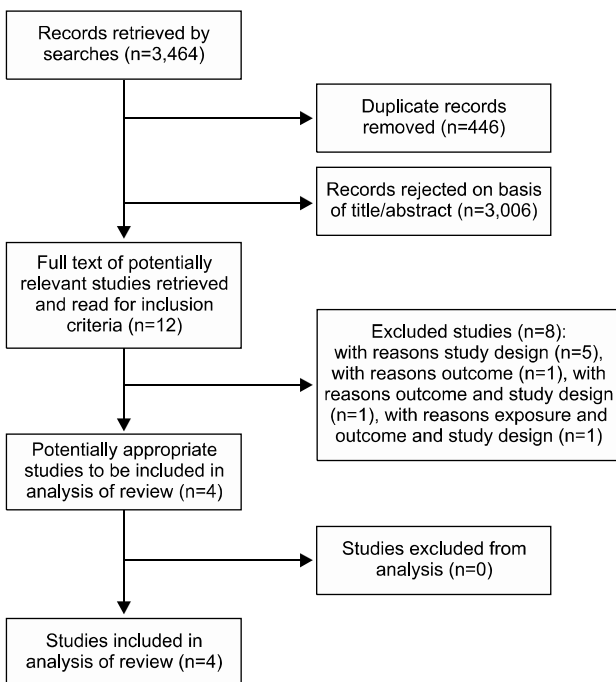 Records retrieved by
searches (n=3,464)
Duplicate records
removed (n=446)
Records rejected on basis
of title/abstract (n=3,006)
Full text of potentially
relevant studies retrieved
and read for inclusion
criteria (n=12)
Excluded studies (n=8):
with reasons study design (n=5),
with reasons outcome (n=1), with
reasons outcome and study design
(n=1), with reasons exposure and
outcome and study design (n=1)
Potentially appropriate
studies to be included in
analysis of review (n=4)
Studies excluded from
analysis (n=0)
Studies included in
analysis of review (n=4)